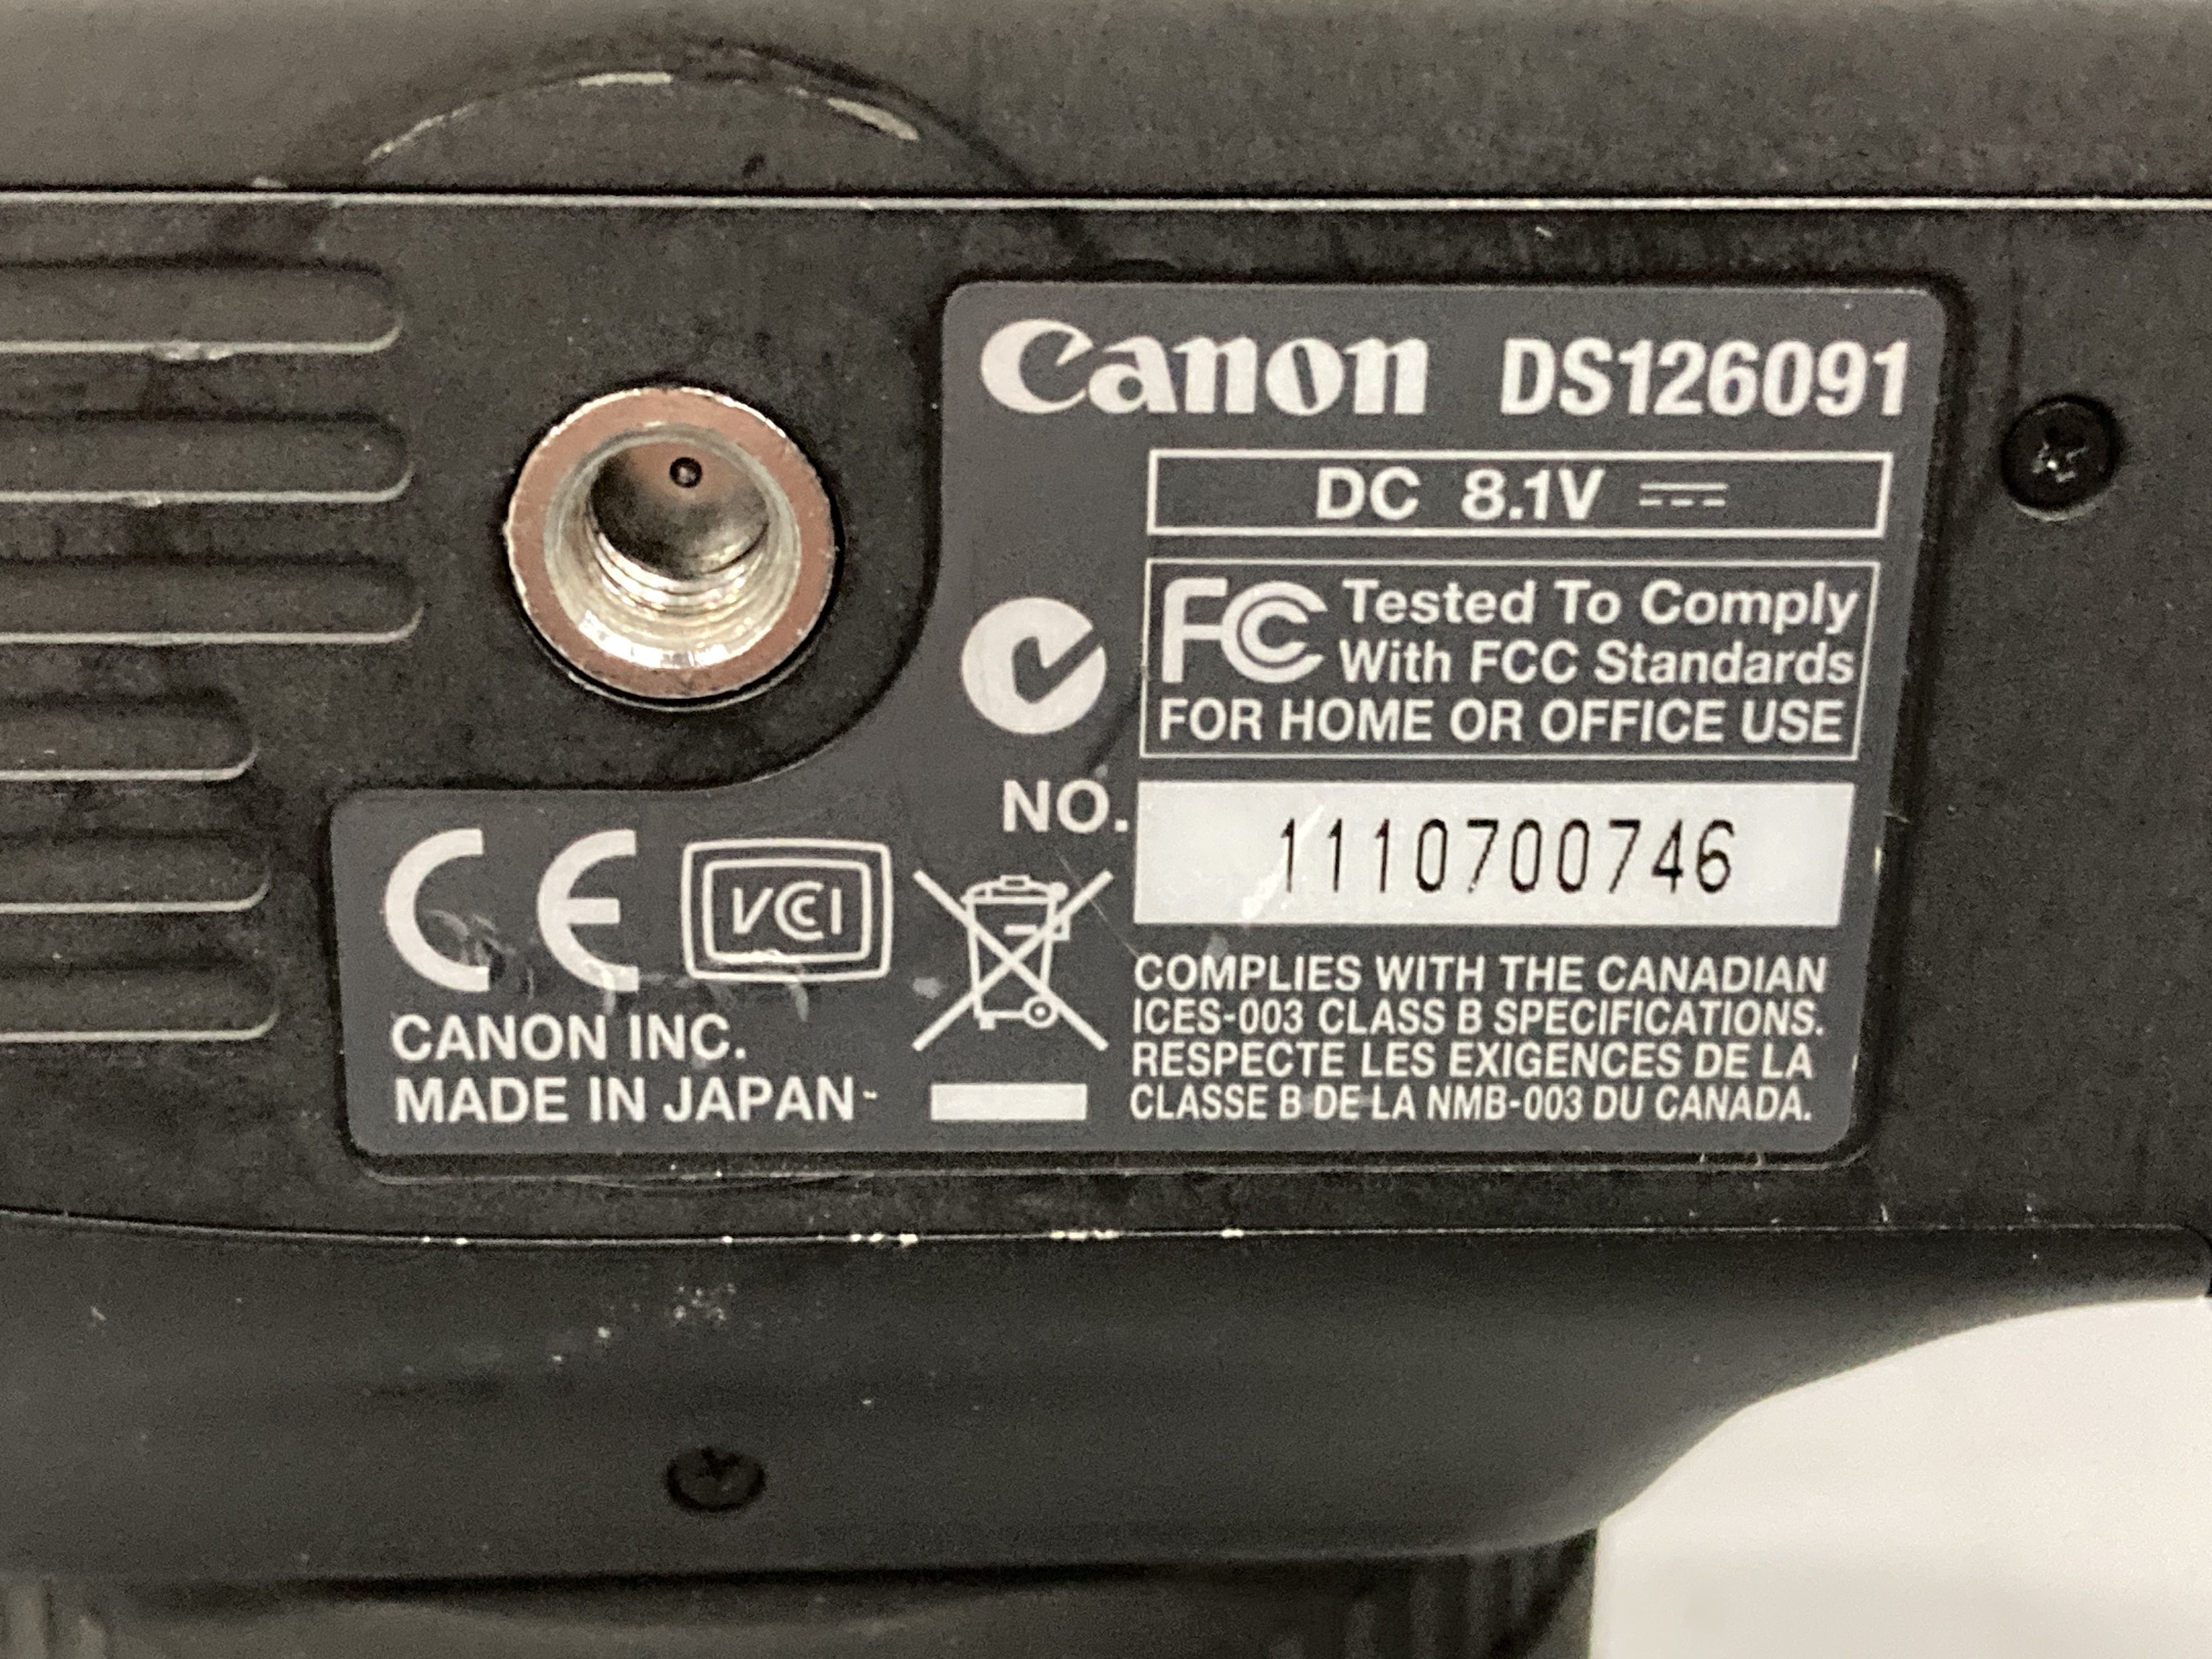 Canon DS126091
DC 8.1V
FC Tested To Comply
With FCC Standards
FOR HOME OR OFFICE USE
NO. 1110700746
CE VCCI
CANON INC.
MADE IN JAPAN
COMPLIES WITH THE CANADIAN
ICES-003 CLASS B SPECIFICATIONS.
RESPECTE LES EXIGENCES DE LA
CLASSE B DE LA NMB-003 DU CANADA.